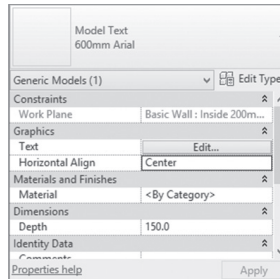 Model Text
600mm Arial
Generic Models (1)
Edit Type
Constraints
Work Plane Basic Wall : Inside 200m...
Graphics
Text Edit...
Horizontal Align Center
Materials and Finishes
Material <By Category>
Dimensions
Depth 150.0
Identity Data
Comments
Properties help Apply